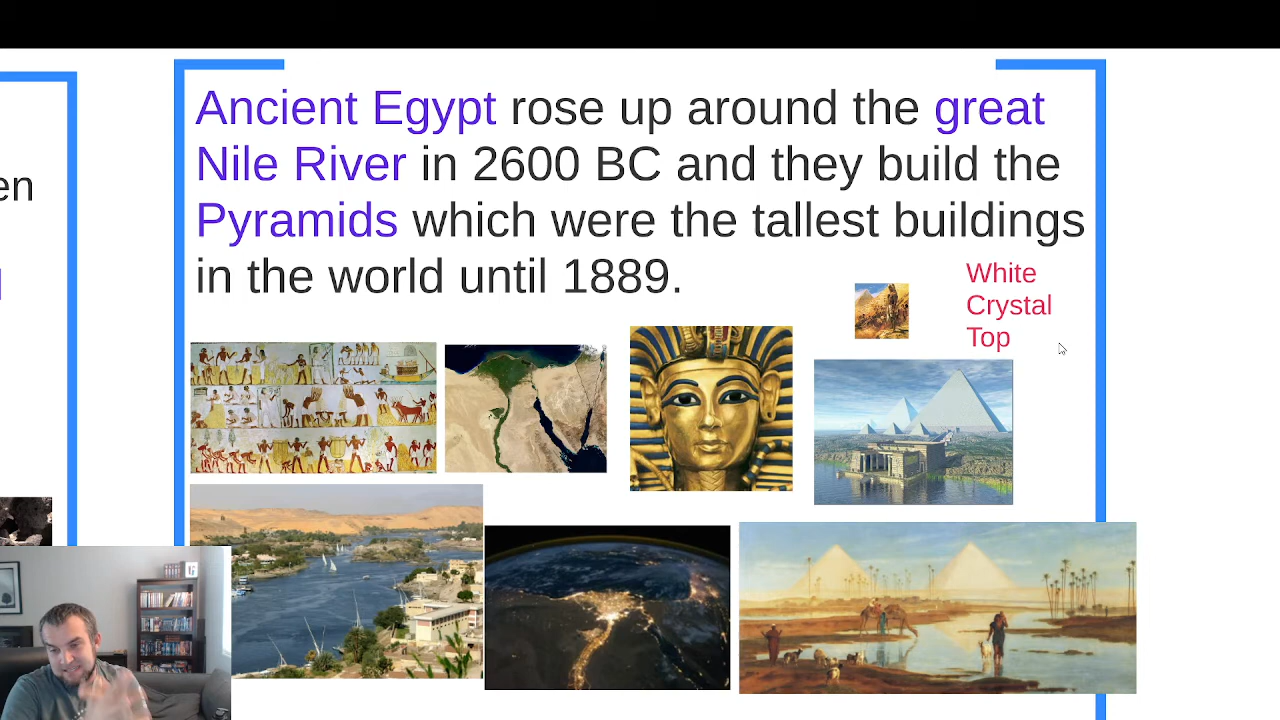 Ancient Egypt rose up around the great
Nile River in 2600 BC and they build the
Pyramids which were the tallest buildings
in the world until 1889.
White
Crystal
Top
en